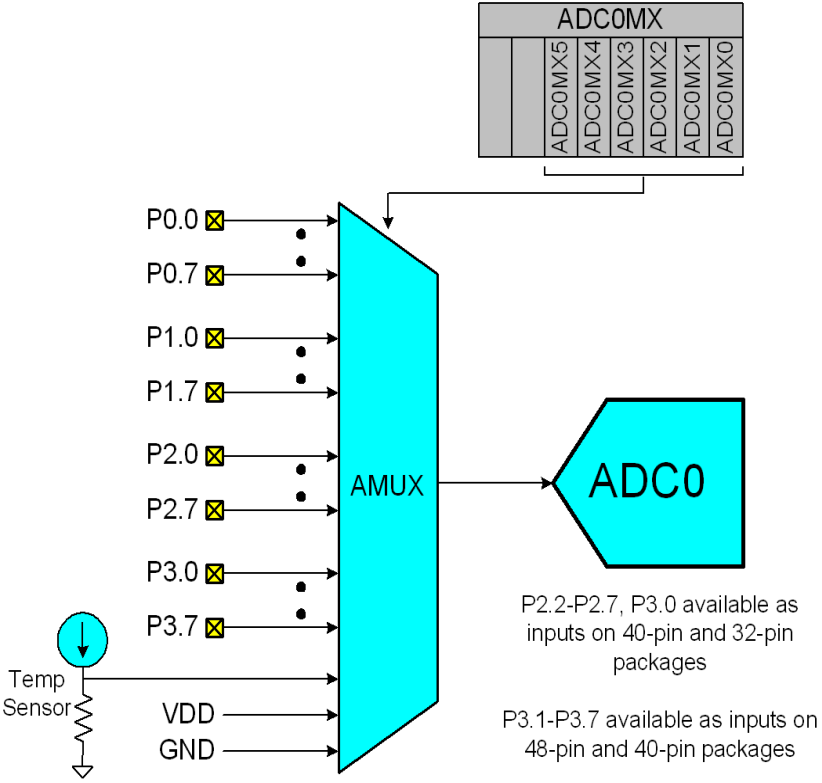 ADC0MX
ADC0MX5
ADC0MX4
ADC0MX3
ADC0MX2
ADC0MX1
ADC0MX0
P0.0
P0.7
P1.0
P1.7
P2.0
P2.7
P3.0
P3.7
AMUX
ADC0
Temp
Sensor
VDD
GND
P2.2-P2.7, P3.0 available as
inputs on 40-pin and 32-pin
packages
P3.1-P3.7 available as inputs on
48-pin and 40-pin packages